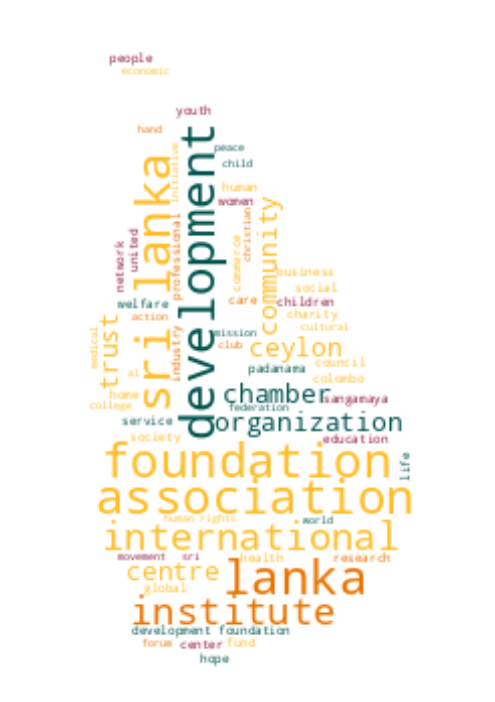 people
economic
youth
hand
peace
child
initiative
sri lanka
development
human
women
christian
community
professional
united
network
commerce
business
social
welfare
care
children
action
charity
cultural
mission
industry
club
ceylon
trust
medical
council
padanama
al
colombo
home
chamber
sangamaya
college
federation
service
organization
society
education
foundation
life
association
human rights
world
international
movement
sri
health
research
centre
lanka
global
institute
development foundation
forum
center
fund
hope